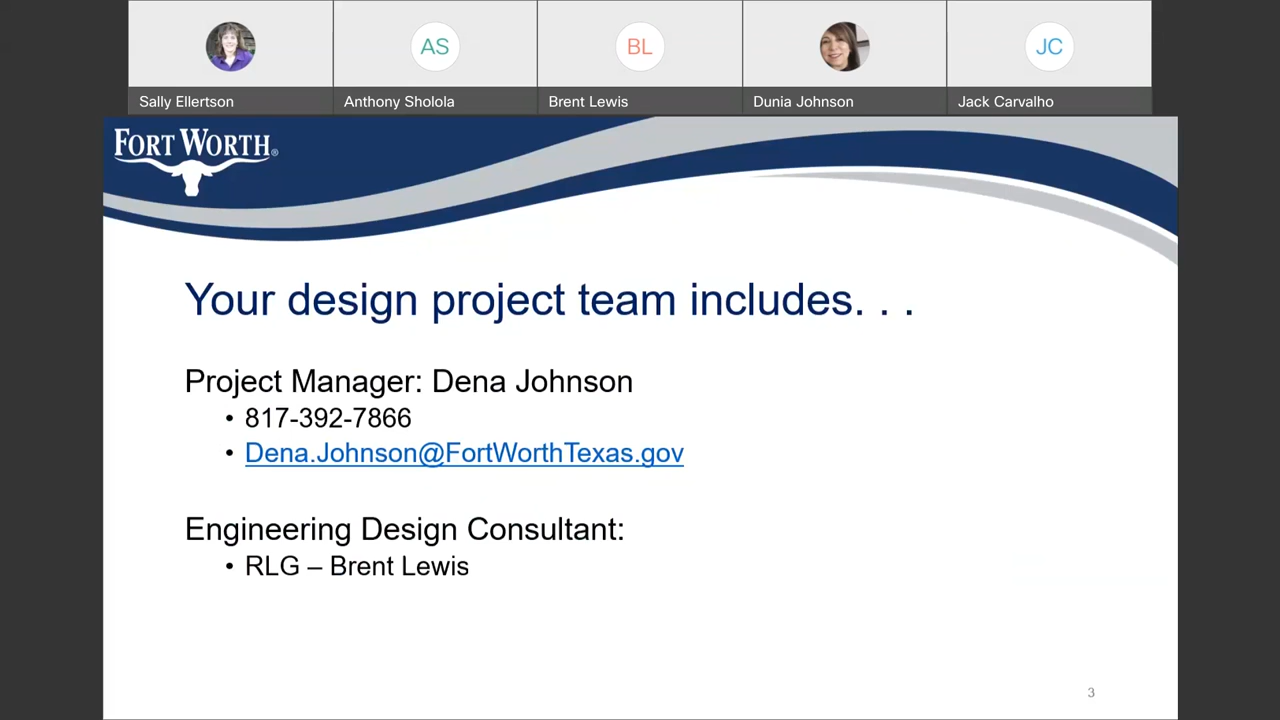 AS
BL
JC
Sally Ellertson
Anthony Sholola
Brent Lewis
Dunia Johnson
Jack Carvalho
FORT WORTH®
Your design project team includes. . .
Project Manager: Dena Johnson
• 817-392-7866
• Dena.Johnson@FortWorthTexas.gov
Engineering Design Consultant:
• RLG – Brent Lewis
3